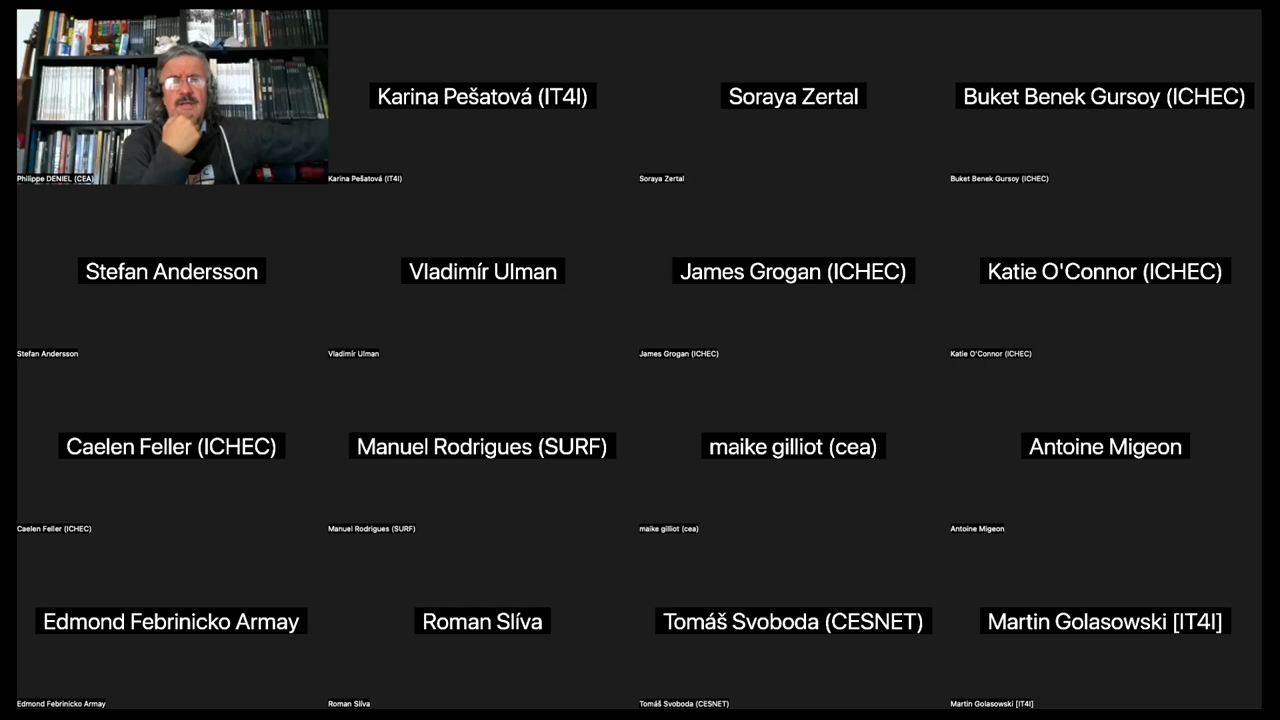 Karina Pešatová (IT4I)
Soraya Zertal
Buket Benek Gursoy (ICHEC)
Philippe DENIEL (CEA)
Karina Pešatová (IT4I)
Soraya Zertal
Buket Benek Gursoy (ICHEC)
Stefan Andersson
Vladimír Ulman
James Grogan (ICHEC)
Katie O'Connor (ICHEC)
Stefan Andersson
Vladimír Ulman
James Grogan (ICHEC)
Katie O'Connor (ICHEC)
Caelen Feller (ICHEC)
Manuel Rodrigues (SURF)
maike gilliot (cea)
Antoine Migeon
Caelen Feller (ICHEC)
Manuel Rodrigues (SURF)
maike gilliot (cea)
Antoine Migeon
Edmond Febrinicko Armay
Roman Slíva
Tomáš Svoboda (CESNET)
Martin Golasowski [IT4I]
Edmond Febrinicko Armay
Roman Slíva
Tomáš Svoboda (CESNET)
Martin Golasowski [IT4I]